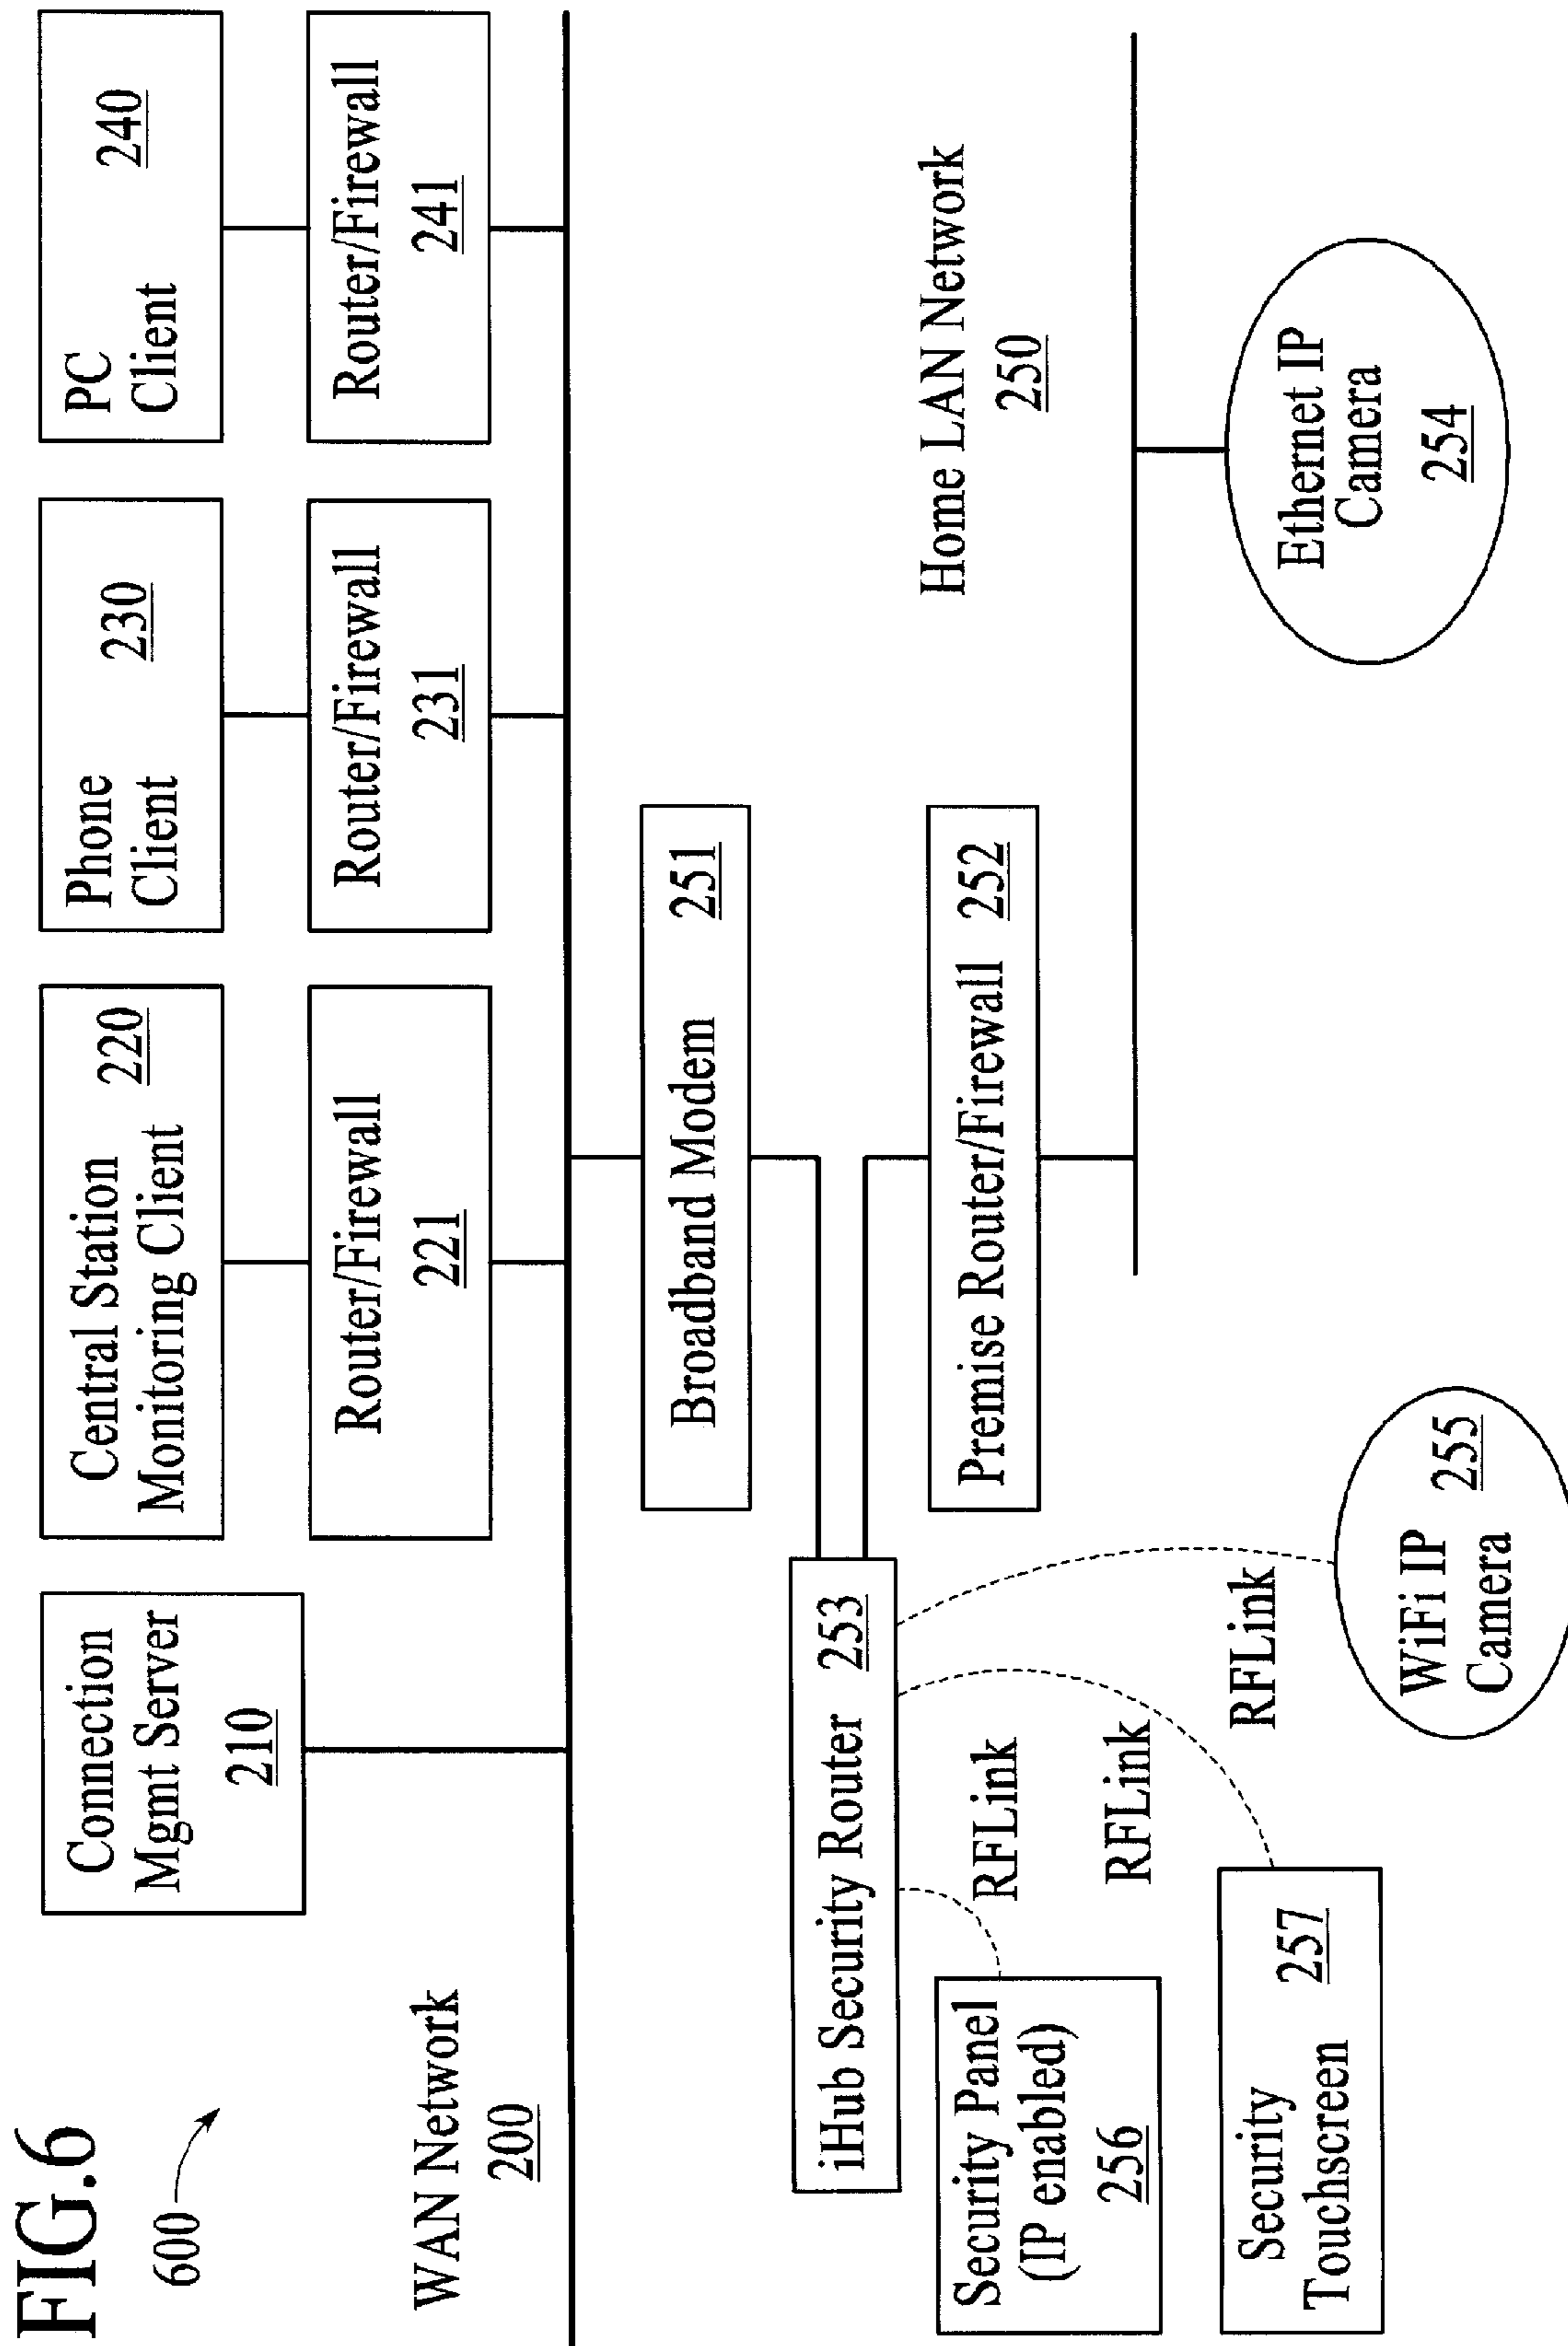 FIG.6
600
WAN Network
200
Connection
Mgmt Server
210
Central Station
Monitoring Client
220
Phone
Client
230
PC
Client
240
Router/Firewall
221
Router/Firewall
231
Router/Firewall
241
Broadband Modem 251
iHub Security Router 253
Premise Router/Firewall 252
Home LAN Network
250
Security Panel
(IP enabled)
256
RFLink
RFLink
RFLink
Security
Touchscreen
257
WiFi IP
Camera
255
Ethernet IP
Camera
254